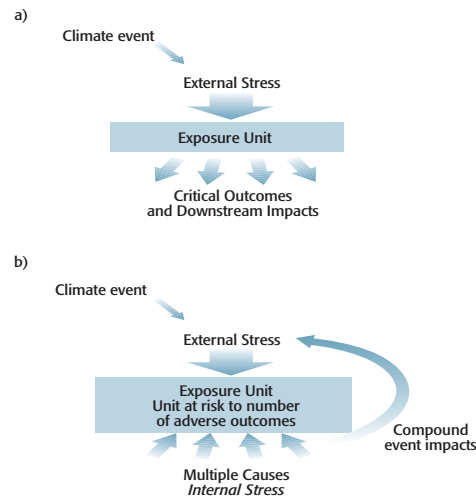 a)
Climate event
External Stress
Exposure Unit
Critical Outcomes
and Downstream Impacts
b)
Climate event
External Stress
Exposure Unit
Unit at risk to number
of adverse outcomes
Compound
event impacts
Multiple Causes
Internal Stress